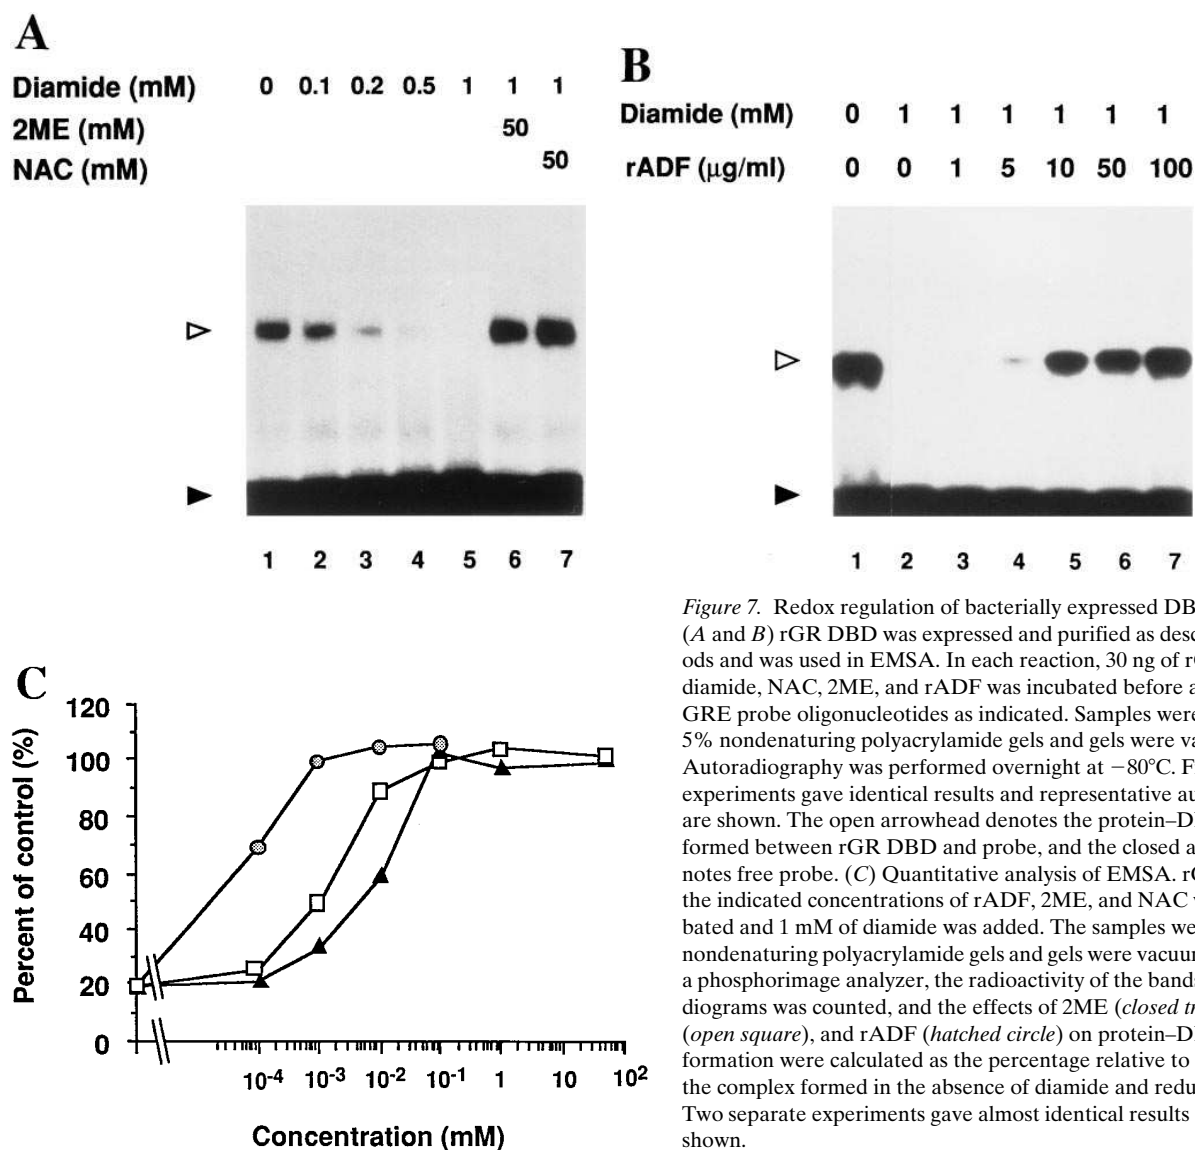 A
Diamide (mM) 0 0.1 0.2 0.5 1 1 1
2ME (mM) 50
NAC (mM) 50
1 2 3 4 5 6 7
B
Diamide (mM) 0 1 1 1 1 1 1
rADF (μg/ml) 0 0 1 5 10 50 100
1 2 3 4 5 6 7
C
Percent of control (%)
120
100
80
60
40
20
0
10⁻⁴ 10⁻³ 10⁻² 10⁻¹ 1 10 10²
Concentration (mM)
Figure 7. Redox regulation of bacterially expressed DB
(A and B) rGR DBD was expressed and purified as desc
ods and was used in EMSA. In each reaction, 30 ng of
diamide, NAC, 2ME, and rADF was incubated before a
GRE probe oligonucleotides as indicated. Samples were
5% nondenaturing polyacrylamide gels and gels were va
Autoradiography was performed overnight at −80°C. F
experiments gave identical results and representative au
are shown. The open arrowhead denotes the protein–D
formed between rGR DBD and probe, and the closed a
notes free probe. (C) Quantitative analysis of EMSA.
the indicated concentrations of rADF, 2ME, and NAC
bated and 1 mM of diamide was added. The samples we
nondenaturing polyacrylamide gels and gels were vacuum
a phosphorimage analyzer, the radioactivity of the bands
diograms was counted, and the effects of 2ME (closed tr
(open square), and rADF (hatched circle) on protein–D
formation were calculated as the percentage relative to
the complex formed in the absence of diamide and redu
Two separate experiments gave almost identical results
shown.